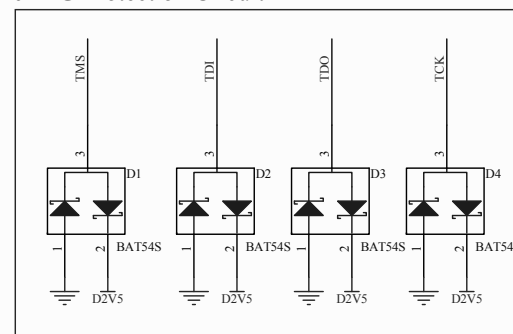 TMS TDI TDO TCK
3 3 3 3
D1 D2 D3 D4
1 2 BAT54S 1 2 BAT54S 1 2 BAT54S 1 2 BAT54
D2V5 D2V5 D2V5 D2V5